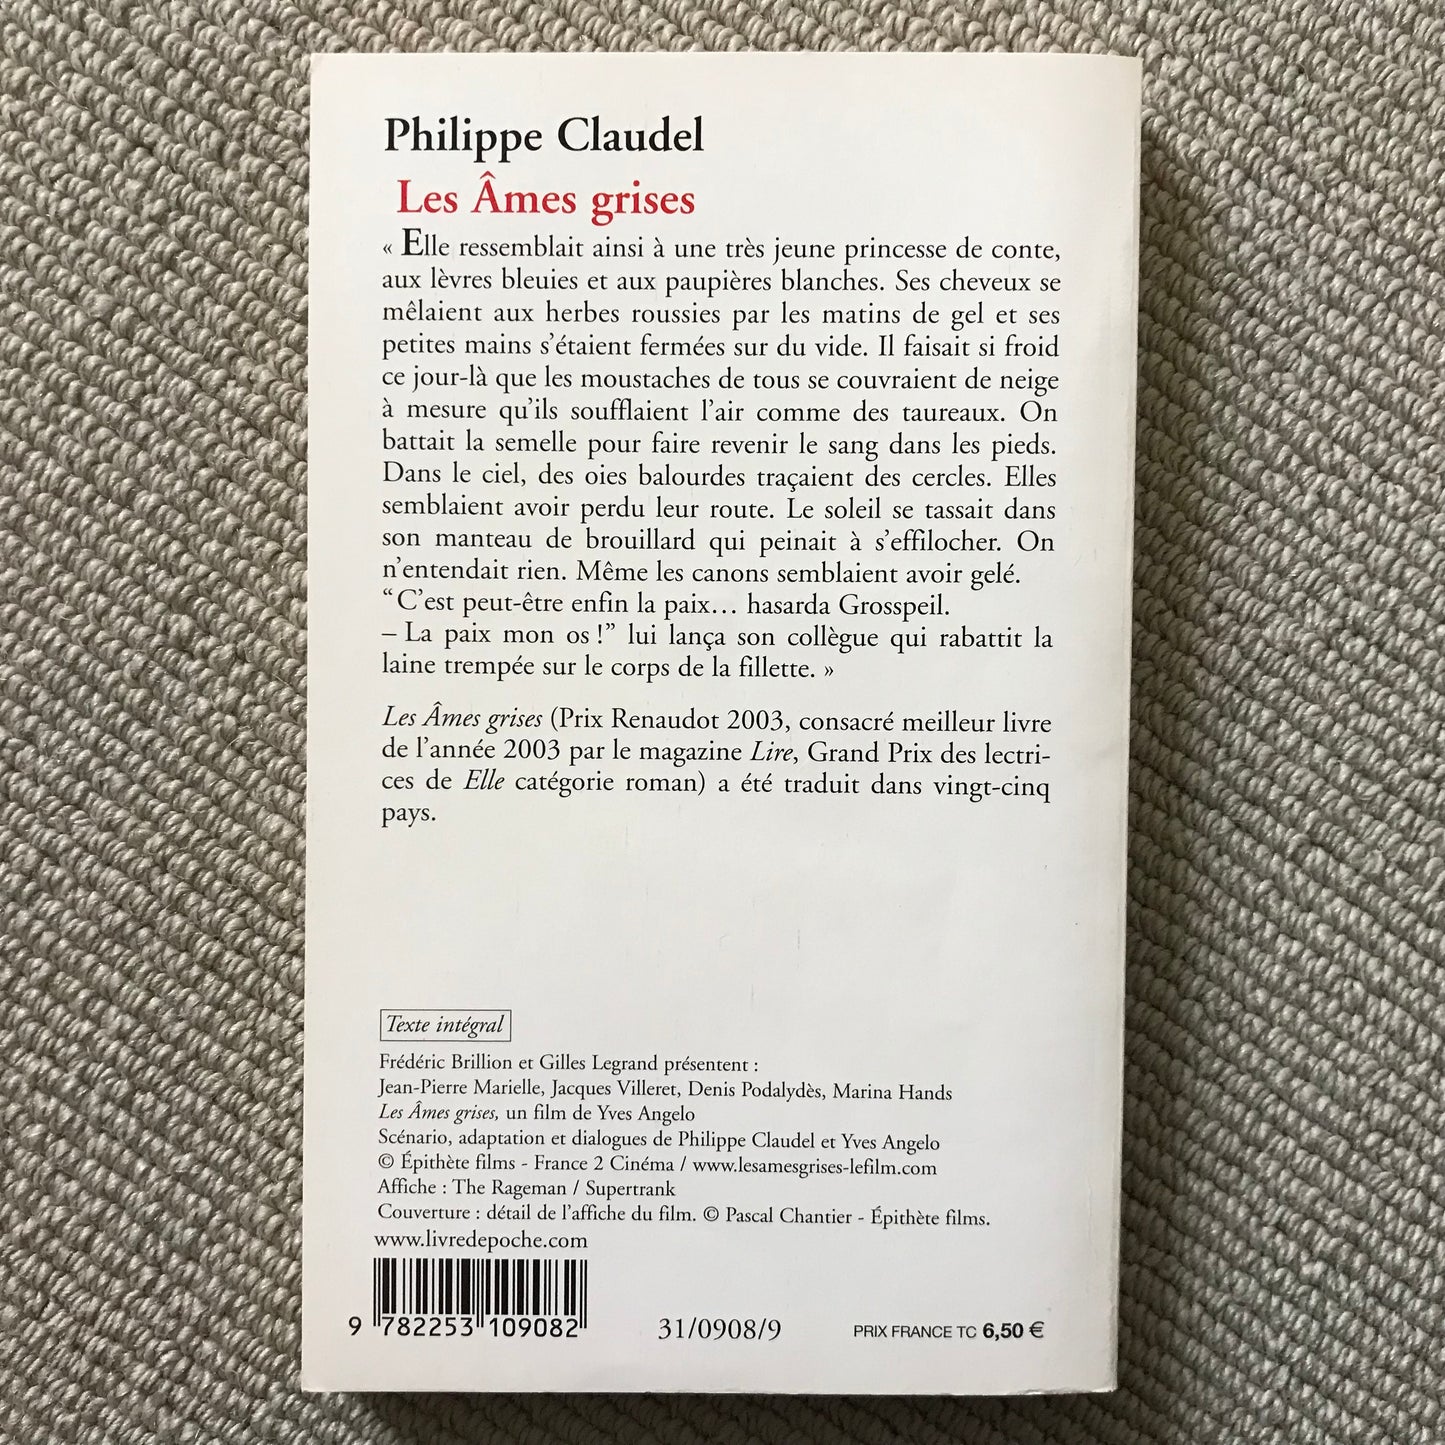 Philippe Claudel
Les Âmes grises
« Elle ressemblait ainsi à une très jeune princesse de conte,
aux lèvres bleuies et aux paupières blanches. Ses cheveux se
mêlaient aux herbes roussies par les matins de gel et ses
petites mains s’étaient fermées sur du vide. Il faisait si froid
ce jour-là que les moustaches de tous se couvraient de neige
à mesure qu’ils soufflaient l’air comme des taureaux. On
battait la semelle pour faire revenir le sang dans les pieds.
Dans le ciel, des oies balourdes traçaient des cercles. Elles
semblaient avoir perdu leur route. Le soleil se tassait dans
son manteau de brouillard qui peinait à s’effilocher. On
n’entendait rien. Même les canons semblaient avoir gelé.
“C’est peut-être enfin la paix… hasarda Grosspeil.
– La paix mon os !” lui lança son collègue qui rabattit la
laine trempée sur le corps de la fillette. »
Les Âmes grises (Prix Renaudot 2003, consacré meilleur livre
de l’année 2003 par le magazine Lire, Grand Prix des lectri-
ces de Elle catégorie roman) a été traduit dans vingt-cinq
pays.
Texte intégral
Frédéric Brillion et Gilles Legrand présentent :
Jean-Pierre Marielle, Jacques Villeret, Denis Podalydès, Marina Hands
Les Âmes grises, un film de Yves Angelo
Scénario, adaptation et dialogues de Philippe Claudel et Yves Angelo
© Épithète films - France 2 Cinéma / www.lesamesgrises-lefilm.com
Affiche : The Rageman / Supertrank
Couverture : détail de l’affiche du film. © Pascal Chantier - Épithète films.
www.livredepoche.com
9 782253 109082
31/0908/9
PRIX FRANCE TC 6,50 €